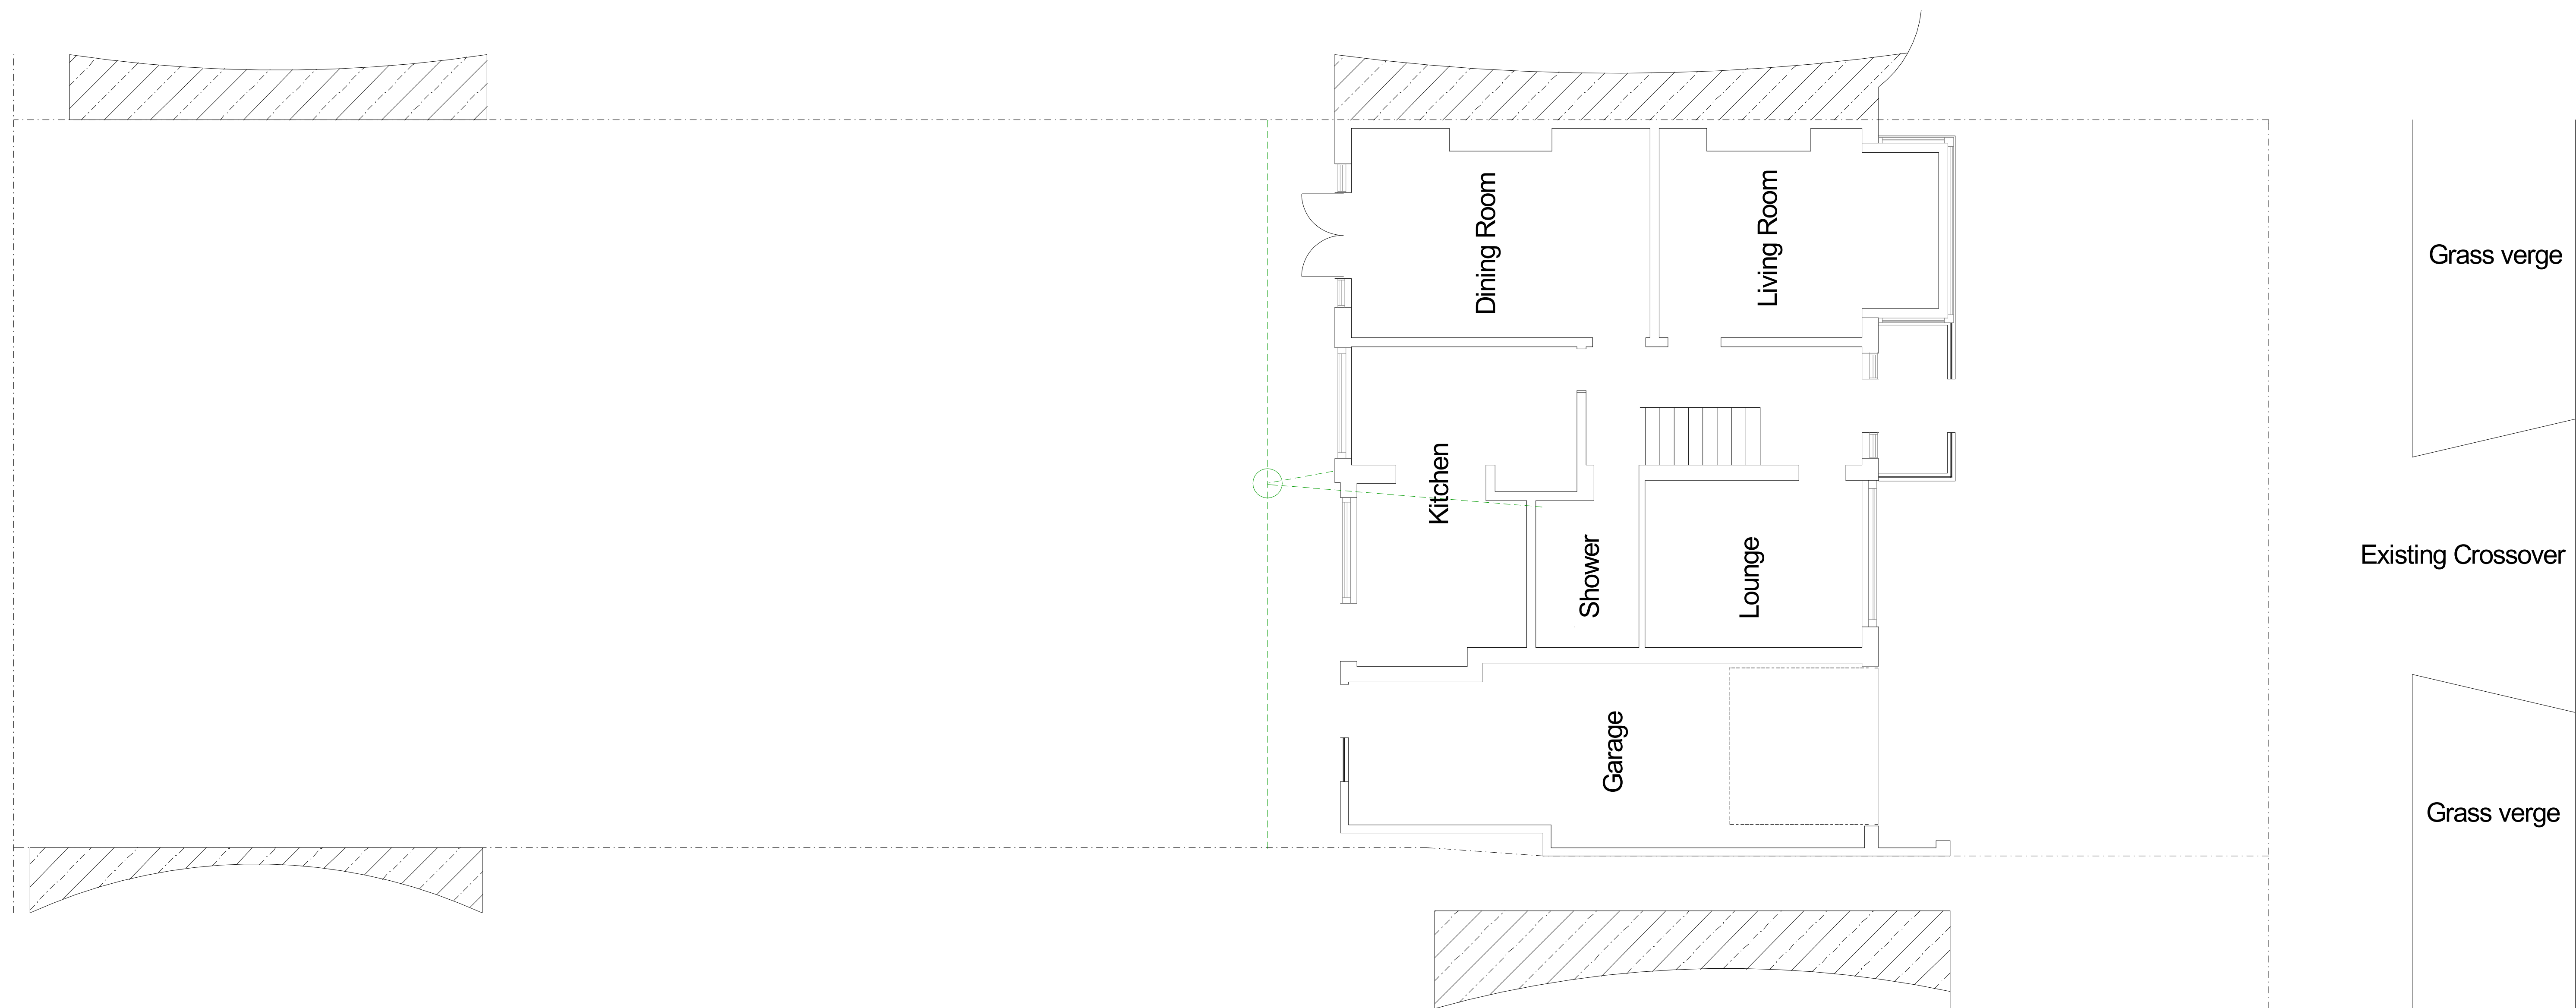 Dining Room
Living Room
Grass verge
Kitchen
Shower
Lounge
Existing Crossover
Garage
Grass verge